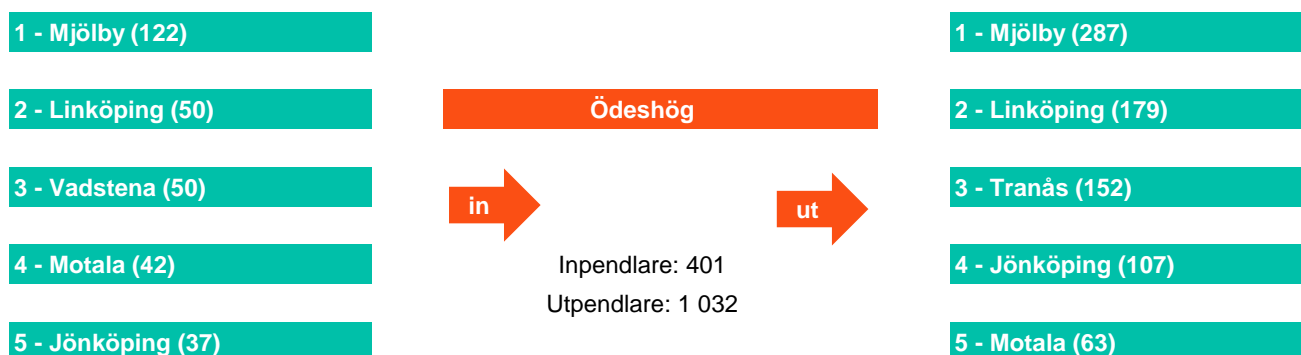 1 - Mjölby (122)
2 - Linköping (50)
3 - Vadstena (50)
4 - Motala (42)
5 - Jönköping (37)
Ödeshög
in
ut
Inpendlare: 401
Utpendlare: 1 032
1 - Mjölby (287)
2 - Linköping (179)
3 - Tranås (152)
4 - Jönköping (107)
5 - Motala (63)